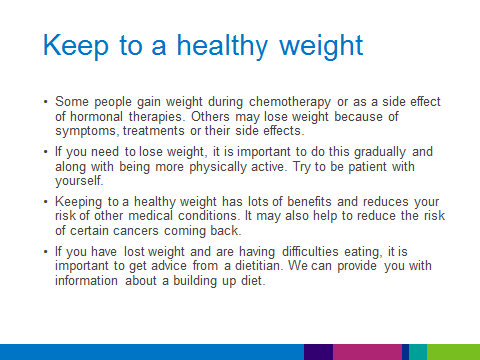 Keep to a healthy weight
• Some people gain weight during chemotherapy or as a side effect
of hormonal therapies. Others may lose weight because of
symptoms, treatments or their side effects.
• If you need to lose weight, it is important to do this gradually and
along with being more physically active. Try to be patient with
yourself.
• Keeping to a healthy weight has lots of benefits and reduces your
risk of other medical conditions. It may also help to reduce the risk
of certain cancers coming back.
• If you have lost weight and are having difficulties eating, it is
important to get advice from a dietitian. We can provide you with
information about a building up diet.